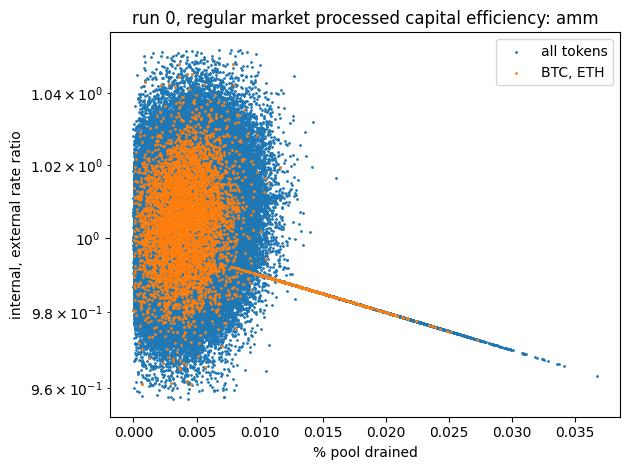 run 0, regular market processed capital efficiency: amm
all tokens
BTC, ETH
1.04 × 10⁰
1.02 × 10⁰
10⁰
9.8 × 10⁻¹
9.6 × 10⁻¹
internal, external rate ratio
0.000 0.005 0.010 0.015 0.020 0.025 0.030 0.035
% pool drained